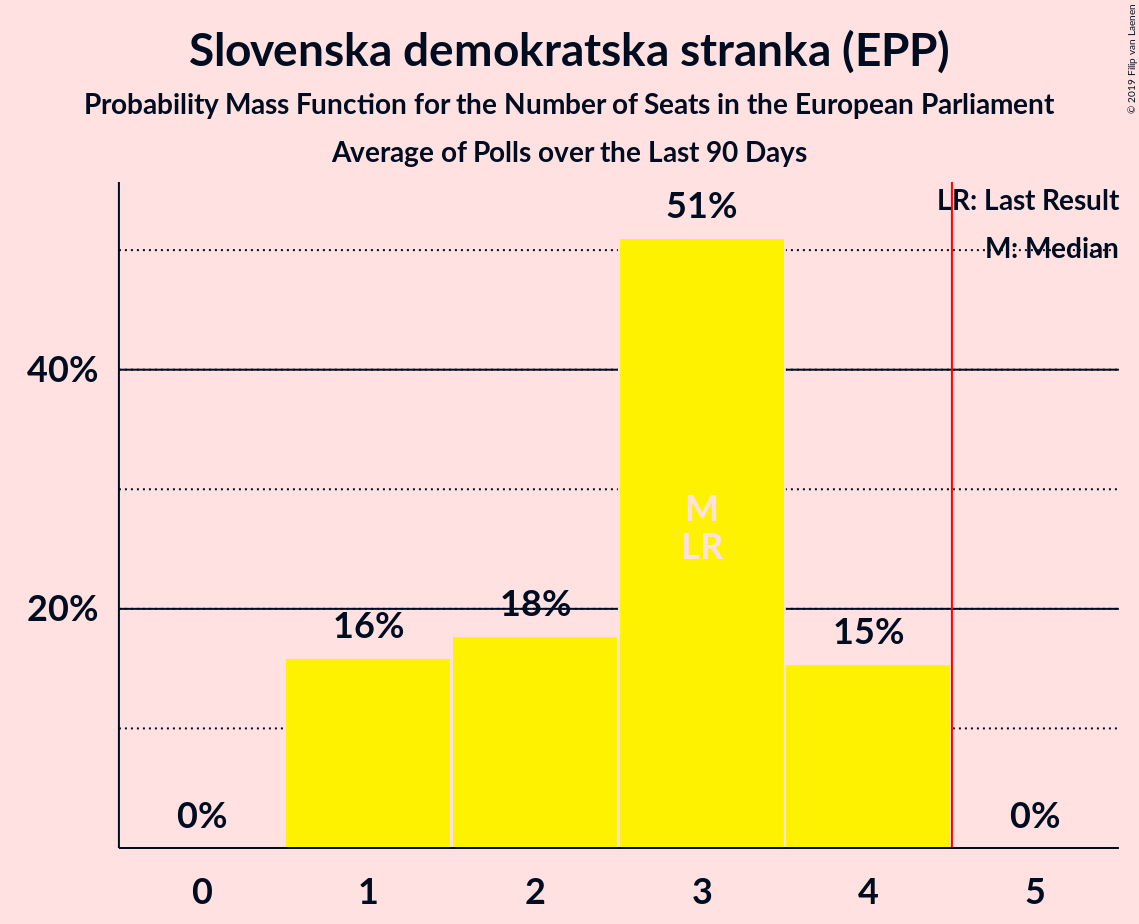 Slovenska demokratska stranka (EPP)
Probability Mass Function for the Number of Seats in the European Parliament
Average of Polls over the Last 90 Days
© 2019 Filip van Laenen
LR: Last Result
M: Median
51%
40%
M
LR
20%
18%
16%
15%
0%
0%
0 1 2 3 4 5